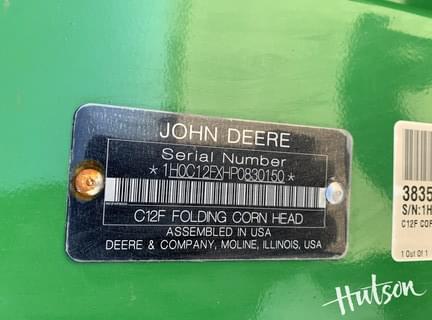 JOHN DEERE
Serial Number
*1H0C12FXHP0830150*
C12F FOLDING CORN HEAD
ASSEMBLED IN USA
DEERE & COMPANY, MOLINE, ILLINOIS, USA
3835
S/N:1H
C12F COR
1 Out Of 1
Hutson